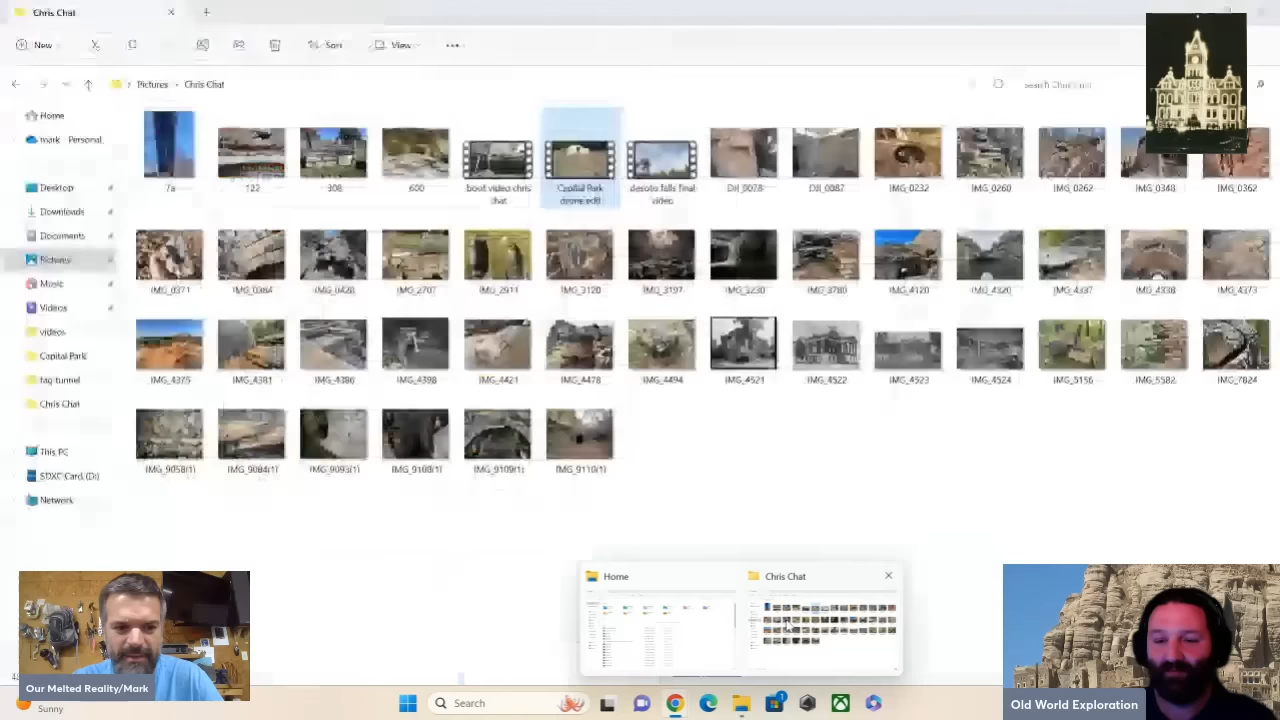 Chris Chat
New
Sort
View
Pictures
Chris Chat
Search Chris Chat
Home
mark Personal
Desktop
Downloads
Documents
Pictures
Music
Videos
videos
Capital Park
fag tunnel
Chris Chat
This PC
SDXC Card (D:)
Network
7a
122
308
600
Capital Park
drone edit
desoto falls final
video
DJI_0087
IMG_0232
IMG_0260
IMG_0262
IMG_0348
IMG_0362
IMG_0371
IMG_2707
IMG_2911
IMG_3120
IMG_3197
IMG_3230
IMG_3780
IMG_4120
IMG_4320
IMG_4337
IMG_4338
IMG_4373
IMG_4375
IMG_4381
IMG_4386
IMG_4398
IMG_4421
IMG_4478
IMG_4494
IMG_4521
IMG_4522
IMG_4523
IMG_4524
IMG_5156
IMG_5582
IMG_7824
IMG_9058(1)
IMG_9084(1)
IMG_9093(1)
IMG_9108(1)
IMG_9109(1)
IMG_9110(1)
Home
Chris Chat
Our Melted Reality/Mark
Old World Exploration
Sunny
Search